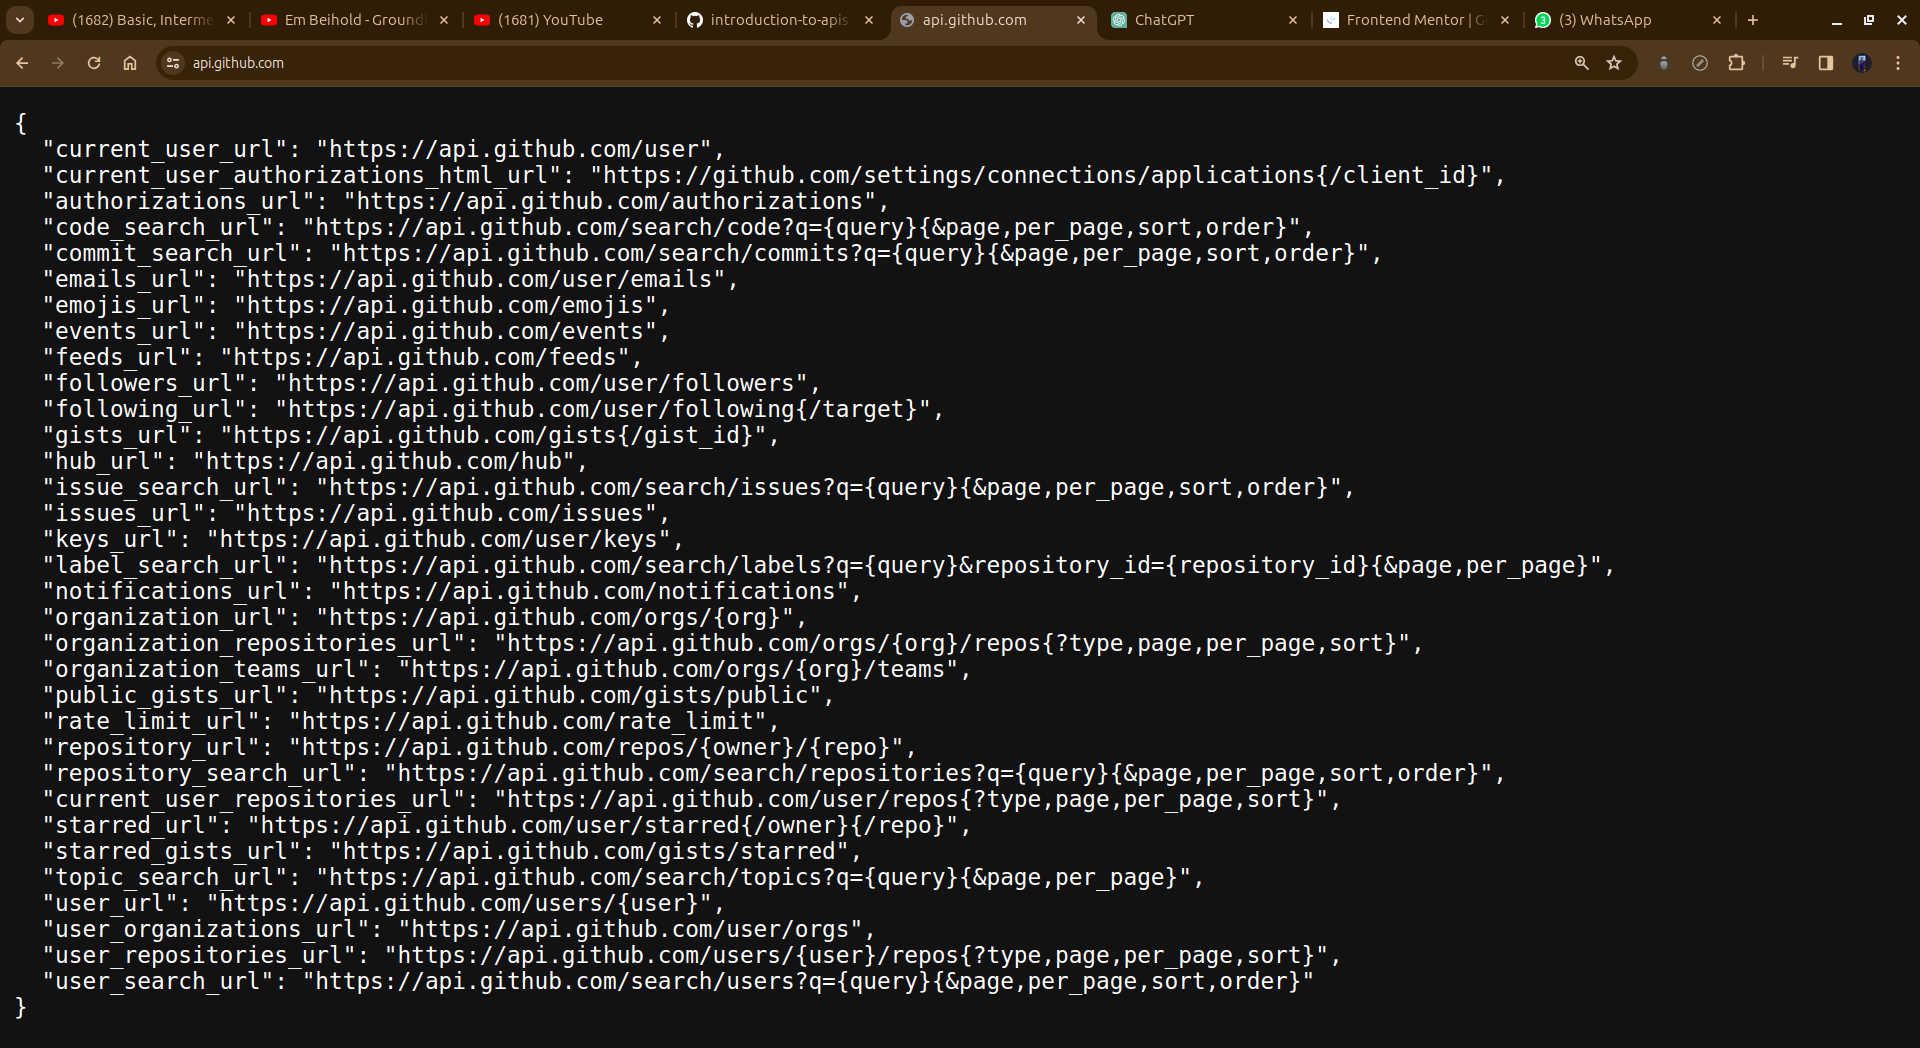 (1682) Basic, Interme
Em Beihold - Ground
(1681) YouTube
introduction-to-apis
api.github.com
ChatGPT
Frontend Mentor | G
3 (3) WhatsApp
api.github.com
{
  "current_user_url": "https://api.github.com/user",
  "current_user_authorizations_html_url": "https://github.com/settings/connections/applications{/client_id}",
  "authorizations_url": "https://api.github.com/authorizations",
  "code_search_url": "https://api.github.com/search/code?q={query}{&page,per_page,sort,order}",
  "commit_search_url": "https://api.github.com/search/commits?q={query}{&page,per_page,sort,order}",
  "emails_url": "https://api.github.com/user/emails",
  "emojis_url": "https://api.github.com/emojis",
  "events_url": "https://api.github.com/events",
  "feeds_url": "https://api.github.com/feeds",
  "followers_url": "https://api.github.com/user/followers",
  "following_url": "https://api.github.com/user/following{/target}",
  "gists_url": "https://api.github.com/gists{/gist_id}",
  "hub_url": "https://api.github.com/hub",
  "issue_search_url": "https://api.github.com/search/issues?q={query}{&page,per_page,sort,order}",
  "issues_url": "https://api.github.com/issues",
  "keys_url": "https://api.github.com/user/keys",
  "label_search_url": "https://api.github.com/search/labels?q={query}&repository_id={repository_id}{&page,per_page}",
  "notifications_url": "https://api.github.com/notifications",
  "organization_url": "https://api.github.com/orgs/{org}",
  "organization_repositories_url": "https://api.github.com/orgs/{org}/repos{?type,page,per_page,sort}",
  "organization_teams_url": "https://api.github.com/orgs/{org}/teams",
  "public_gists_url": "https://api.github.com/gists/public",
  "rate_limit_url": "https://api.github.com/rate_limit",
  "repository_url": "https://api.github.com/repos/{owner}/{repo}",
  "repository_search_url": "https://api.github.com/search/repositories?q={query}{&page,per_page,sort,order}",
  "current_user_repositories_url": "https://api.github.com/user/repos{?type,page,per_page,sort}",
  "starred_url": "https://api.github.com/user/starred{/owner}{/repo}",
  "starred_gists_url": "https://api.github.com/gists/starred",
  "topic_search_url": "https://api.github.com/search/topics?q={query}{&page,per_page}",
  "user_url": "https://api.github.com/users/{user}",
  "user_organizations_url": "https://api.github.com/user/orgs",
  "user_repositories_url": "https://api.github.com/users/{user}/repos{?type,page,per_page,sort}",
  "user_search_url": "https://api.github.com/search/users?q={query}{&page,per_page,sort,order}"
}